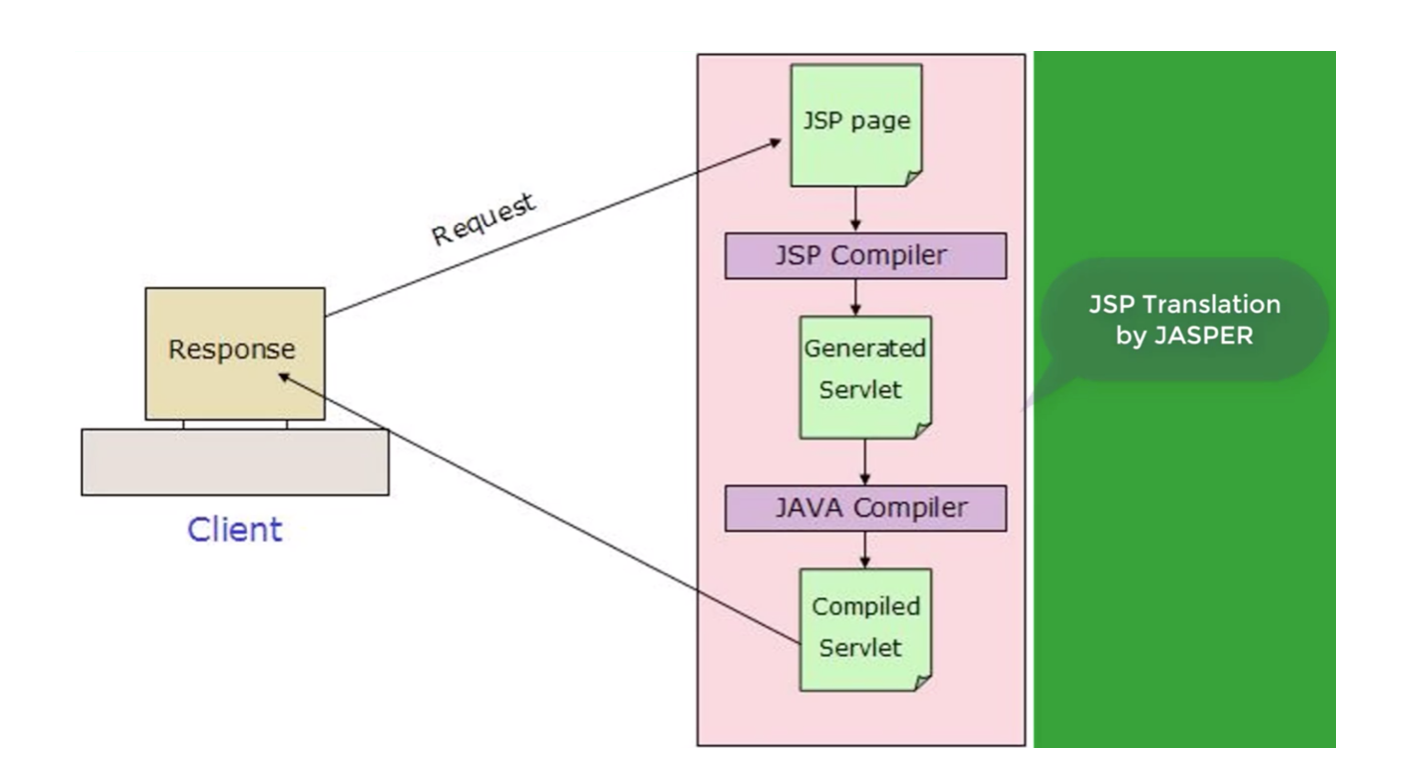 JSP page
Request
JSP Compiler
JSP Translation
by JASPER
Response
Generated
Servlet
JAVA Compiler
Client
Compiled
Servlet